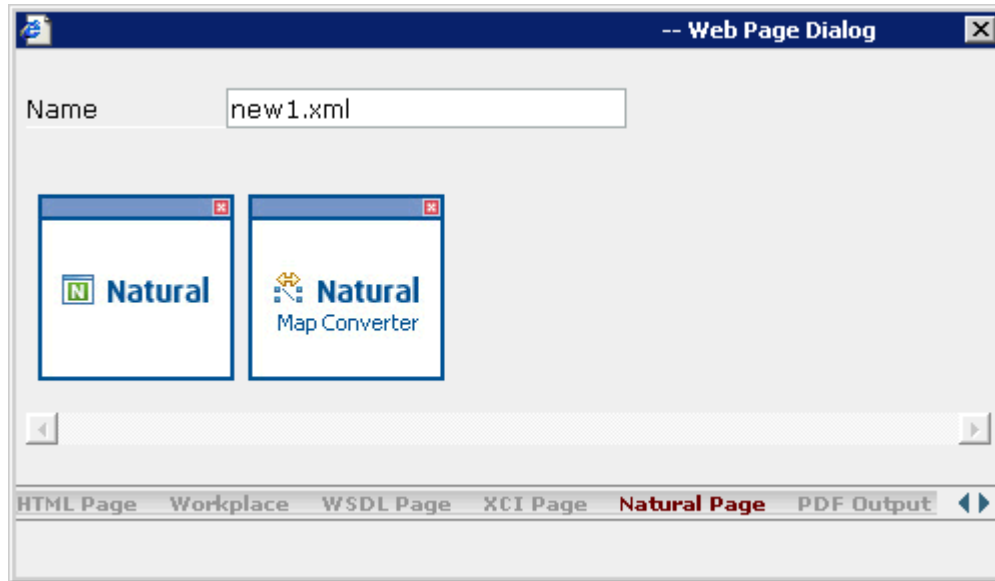 -- Web Page Dialog
Name new1.xml
N Natural Natural
Map Converter
HTML Page Workplace WSDL Page XCI Page Natural Page PDF Output